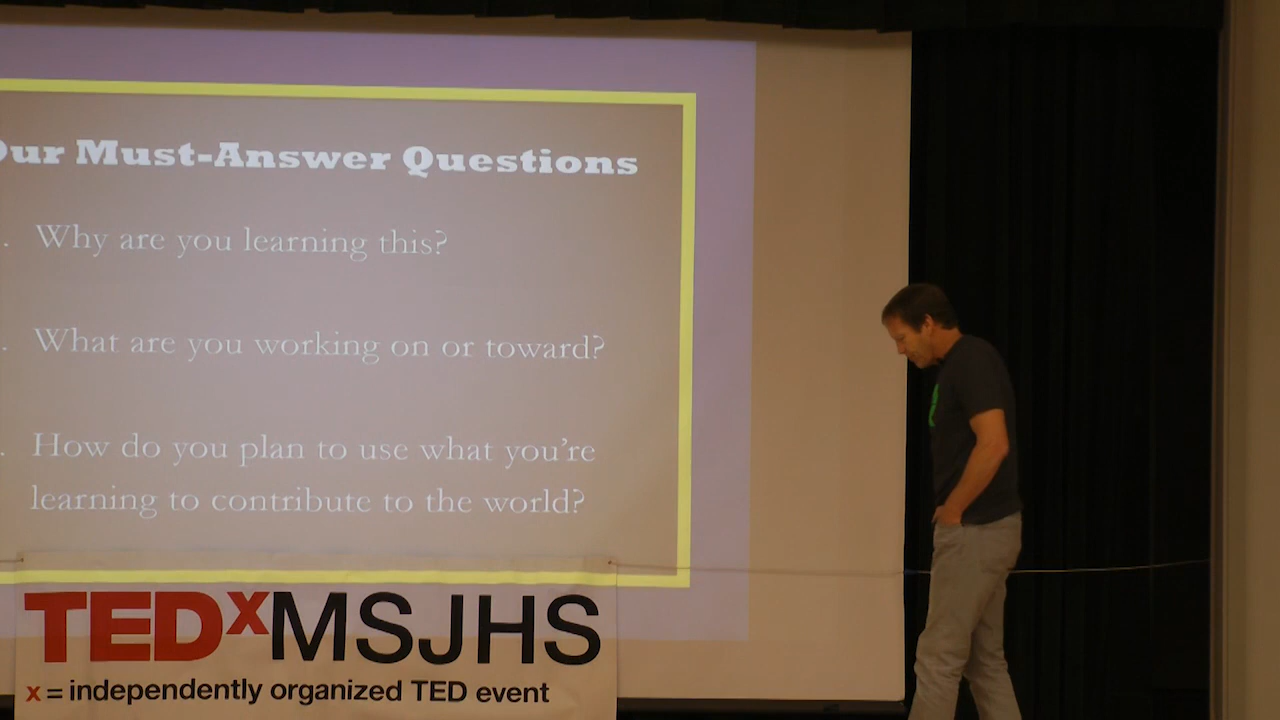 Our Must-Answer Questions
. Why are you learning this?
. What are you working on or toward?
. How do you plan to use what you're
learning to contribute to the world?
TEDxMSJHS
x = independently organized TED event